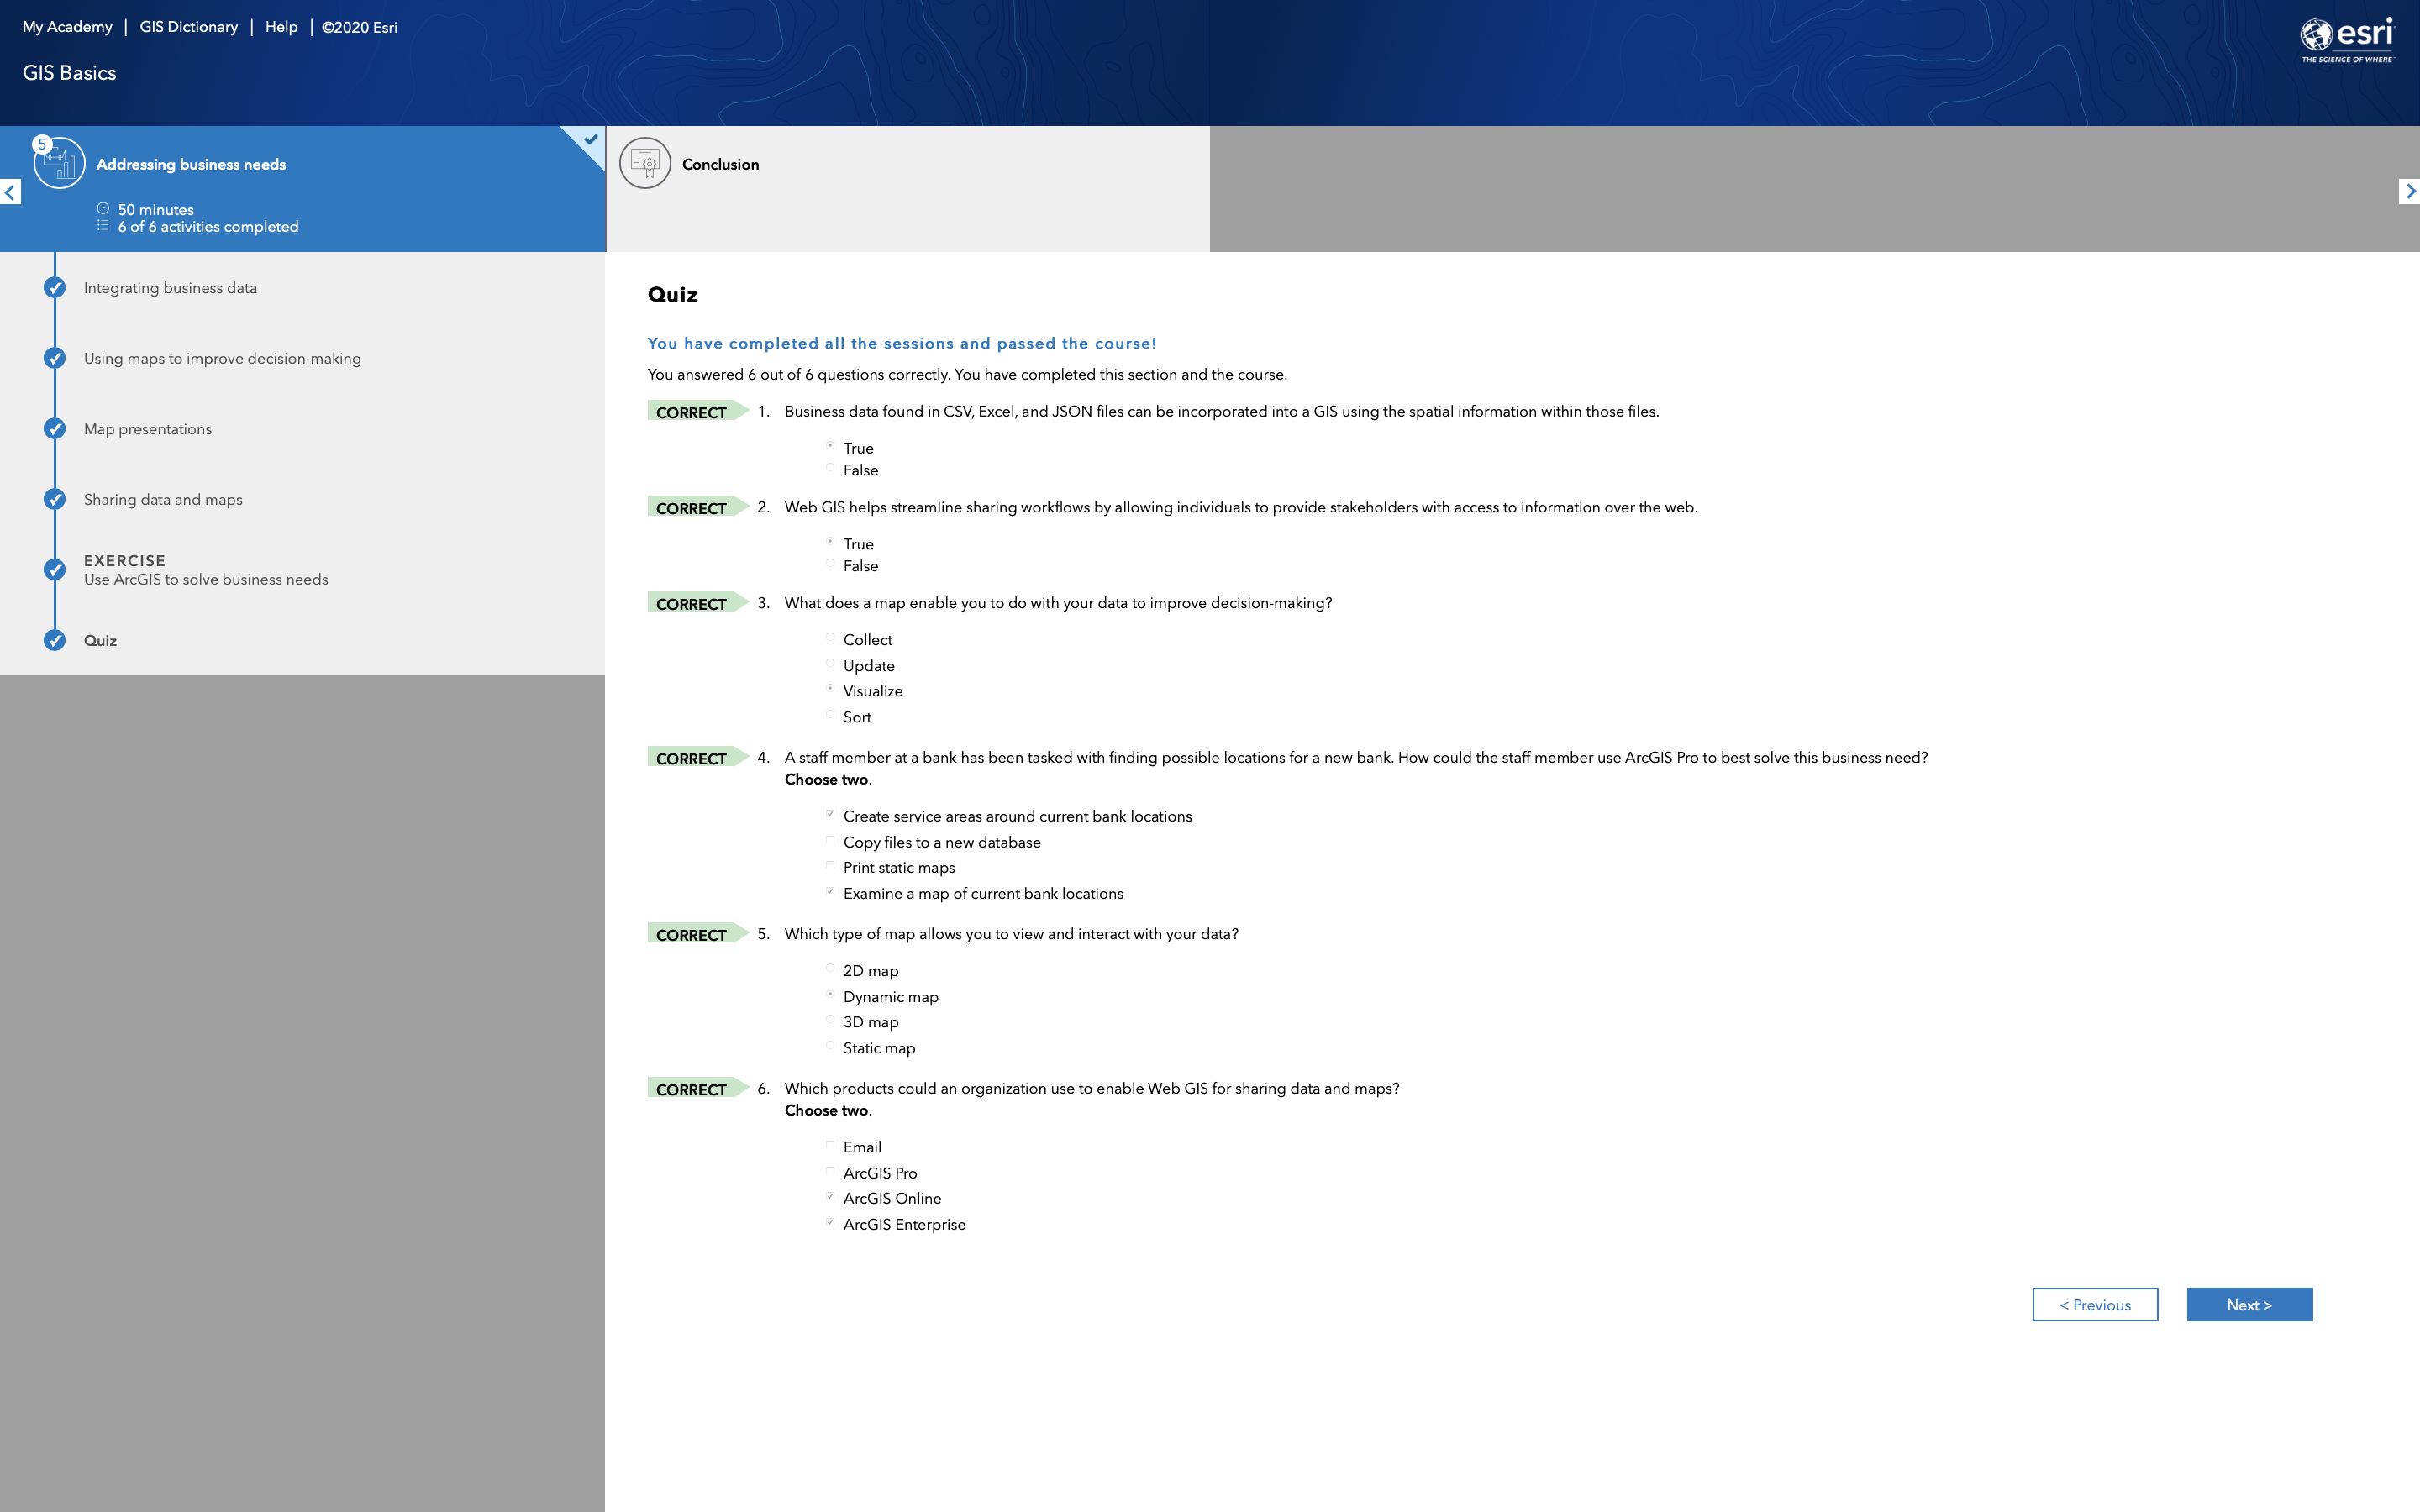 My Academy | GIS Dictionary | Help | ©2020 Esri
esri
THE SCIENCE OF WHERE™
GIS Basics
5
Addressing business needs
50 minutes
6 of 6 activities completed
Conclusion
Integrating business data
Using maps to improve decision-making
Map presentations
Sharing data and maps
EXERCISE
Use ArcGIS to solve business needs
Quiz
Quiz
You have completed all the sessions and passed the course!
You answered 6 out of 6 questions correctly. You have completed this section and the course.
CORRECT 1. Business data found in CSV, Excel, and JSON files can be incorporated into a GIS using the spatial information within those files.
True
False
CORRECT 2. Web GIS helps streamline sharing workflows by allowing individuals to provide stakeholders with access to information over the web.
True
False
CORRECT 3. What does a map enable you to do with your data to improve decision-making?
Collect
Update
Visualize
Sort
CORRECT 4. A staff member at a bank has been tasked with finding possible locations for a new bank. How could the staff member use ArcGIS Pro to best solve this business need?
Choose two.
Create service areas around current bank locations
Copy files to a new database
Print static maps
Examine a map of current bank locations
CORRECT 5. Which type of map allows you to view and interact with your data?
2D map
Dynamic map
3D map
Static map
CORRECT 6. Which products could an organization use to enable Web GIS for sharing data and maps?
Choose two.
Email
ArcGIS Pro
ArcGIS Online
ArcGIS Enterprise
< Previous
Next >